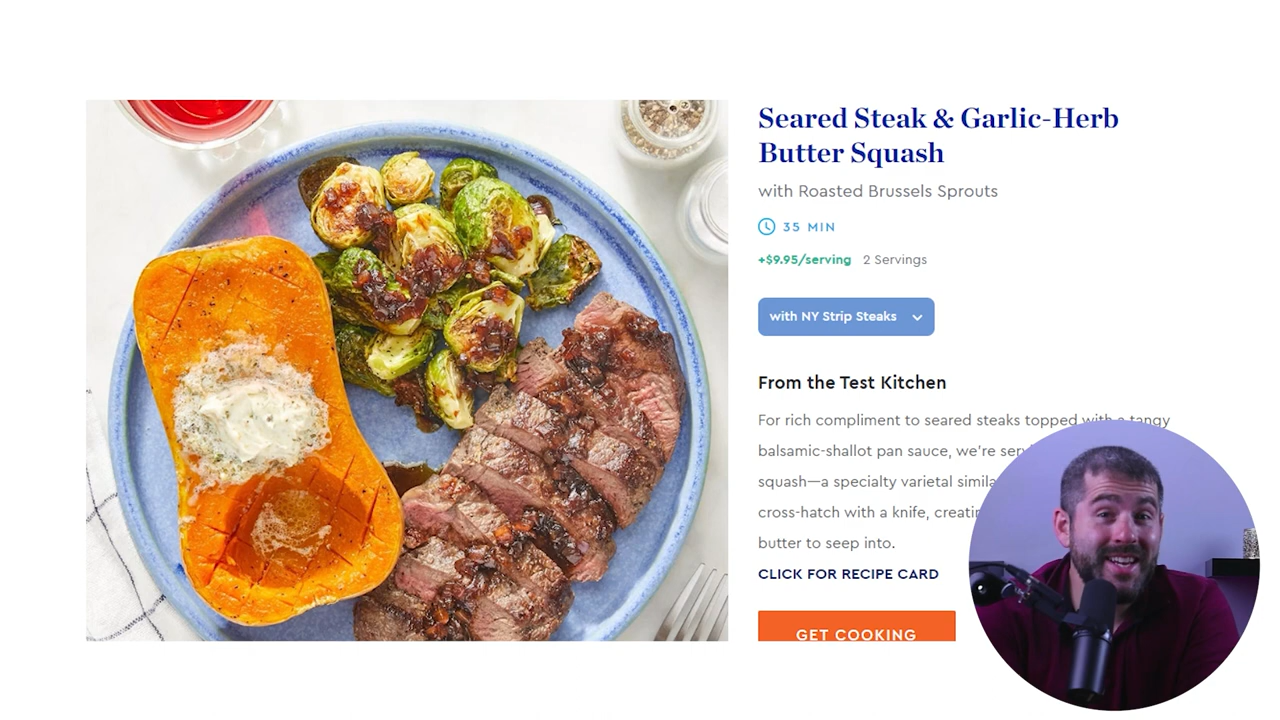 Seared Steak & Garlic-Herb
Butter Squash
with Roasted Brussels Sprouts
35 MIN
+$9.95/serving 2 Servings
with NY Strip Steaks
From the Test Kitchen
For rich compliment to seared steaks topped with a tangy
balsamic-shallot pan sauce, we're
squash—a specialty varietal
cross-hatch with a knife,
butter to seep into.
CLICK FOR RECIPE CARD
GET COOKING